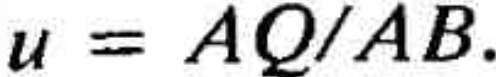 u = AQ/AB.